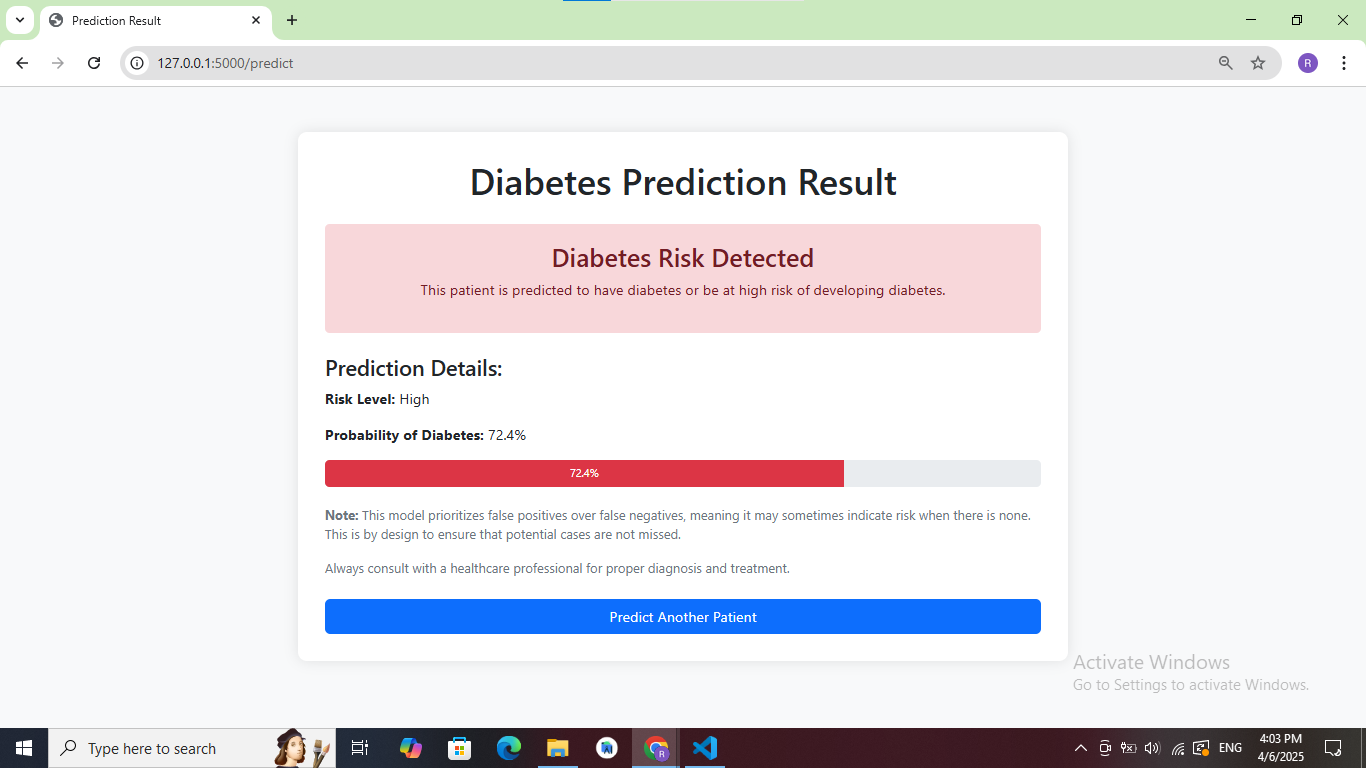 Prediction Result
127.0.0.1:5000/predict
R
Diabetes Prediction Result
Diabetes Risk Detected
This patient is predicted to have diabetes or be at high risk of developing diabetes.
Prediction Details:
Risk Level: High
Probability of Diabetes: 72.4%
72.4%
Note: This model prioritizes false positives over false negatives, meaning it may sometimes indicate risk when there is none.
This is by design to ensure that potential cases are not missed.
Always consult with a healthcare professional for proper diagnosis and treatment.
Predict Another Patient
Activate Windows
Go to Settings to activate Windows.
Type here to search
R
ENG
4:03 PM
4/6/2025